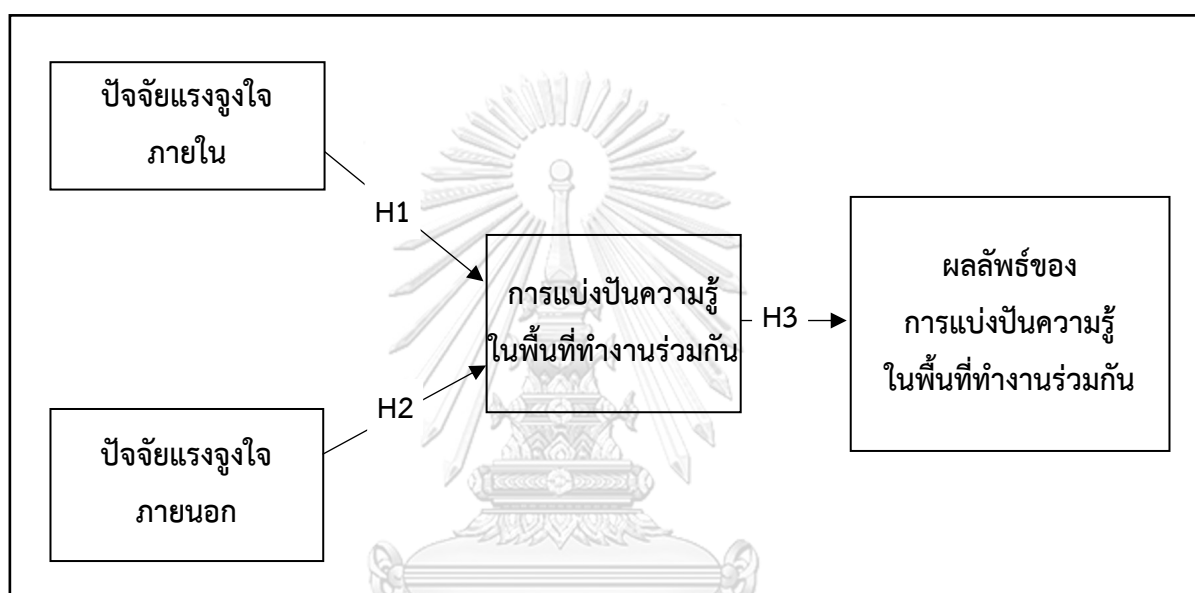 ปัจจัยแรงจูงใจ
ภายใน
H1
การแบ่งปันความรู้
ในพื้นที่ทำงานร่วมกัน
H3
ผลลัพธ์ของ
การแบ่งปันความรู้
ในพื้นที่ทำงานร่วมกัน
H2
ปัจจัยแรงจูงใจ
ภายนอก